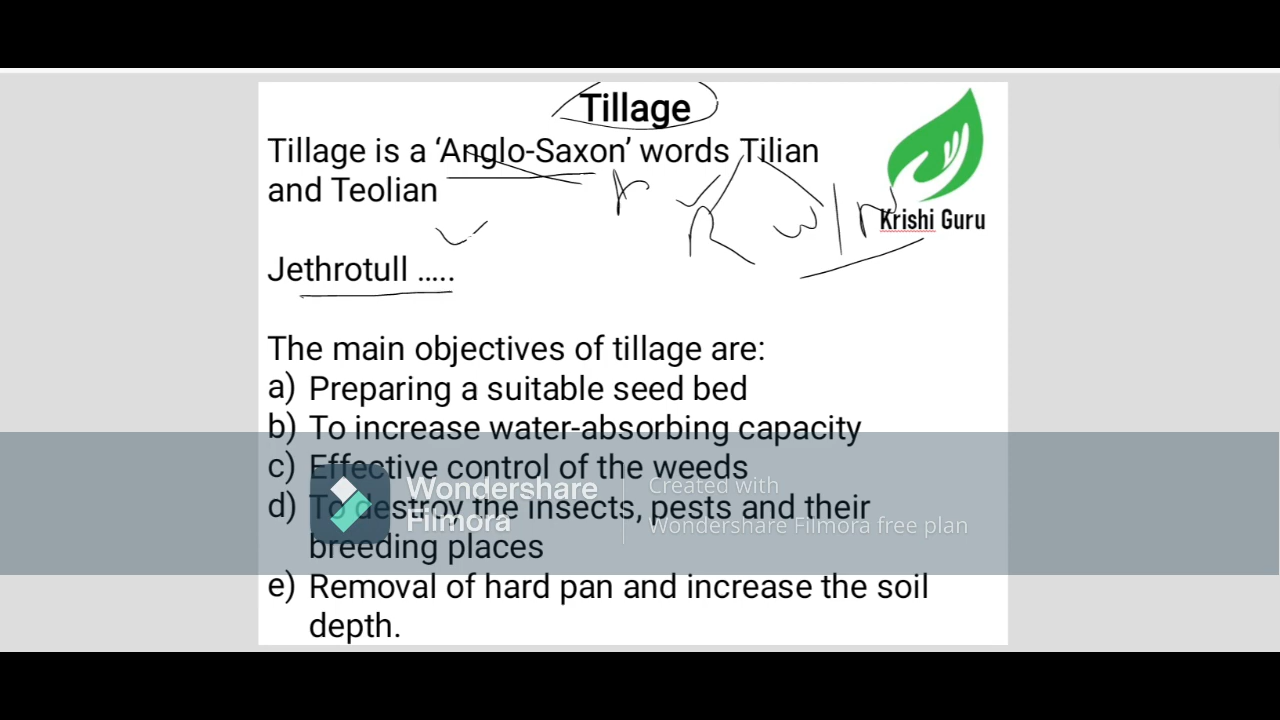 Tillage
Tillage is a ‘Anglo-Saxon’ words Tilian
and Teolian
Krishi Guru
Jethrotull .....
The main objectives of tillage are:
a) Preparing a suitable seed bed
b) To increase water-absorbing capacity
c) Effective control of the weeds
d) To destroy the insects, pests and their
breeding places
e) Removal of hard pan and increase the soil
depth.
Wondershare
Filmora
Created with
Wondershare Filmora free plan